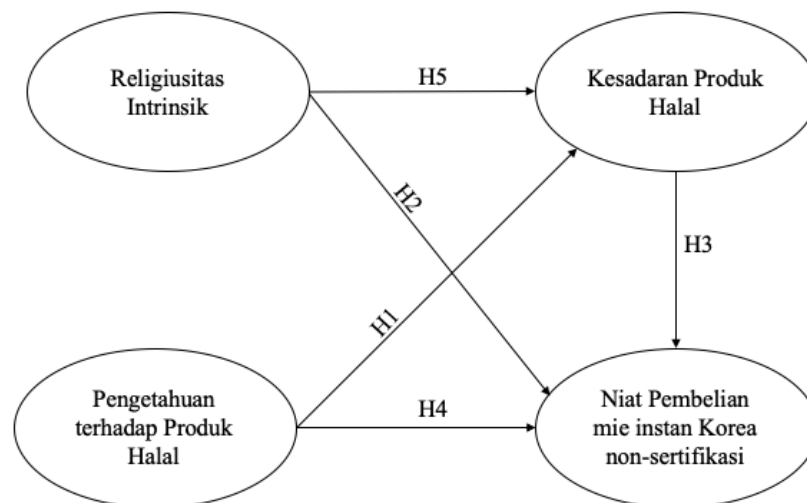 Religiusitas
Intrinsik
H5
Kesadaran Produk
Halal
H2
H3
H1
Pengetahuan
terhadap Produk
Halal
H4
Niat Pembelian
mie instan Korea
non-sertifikasi